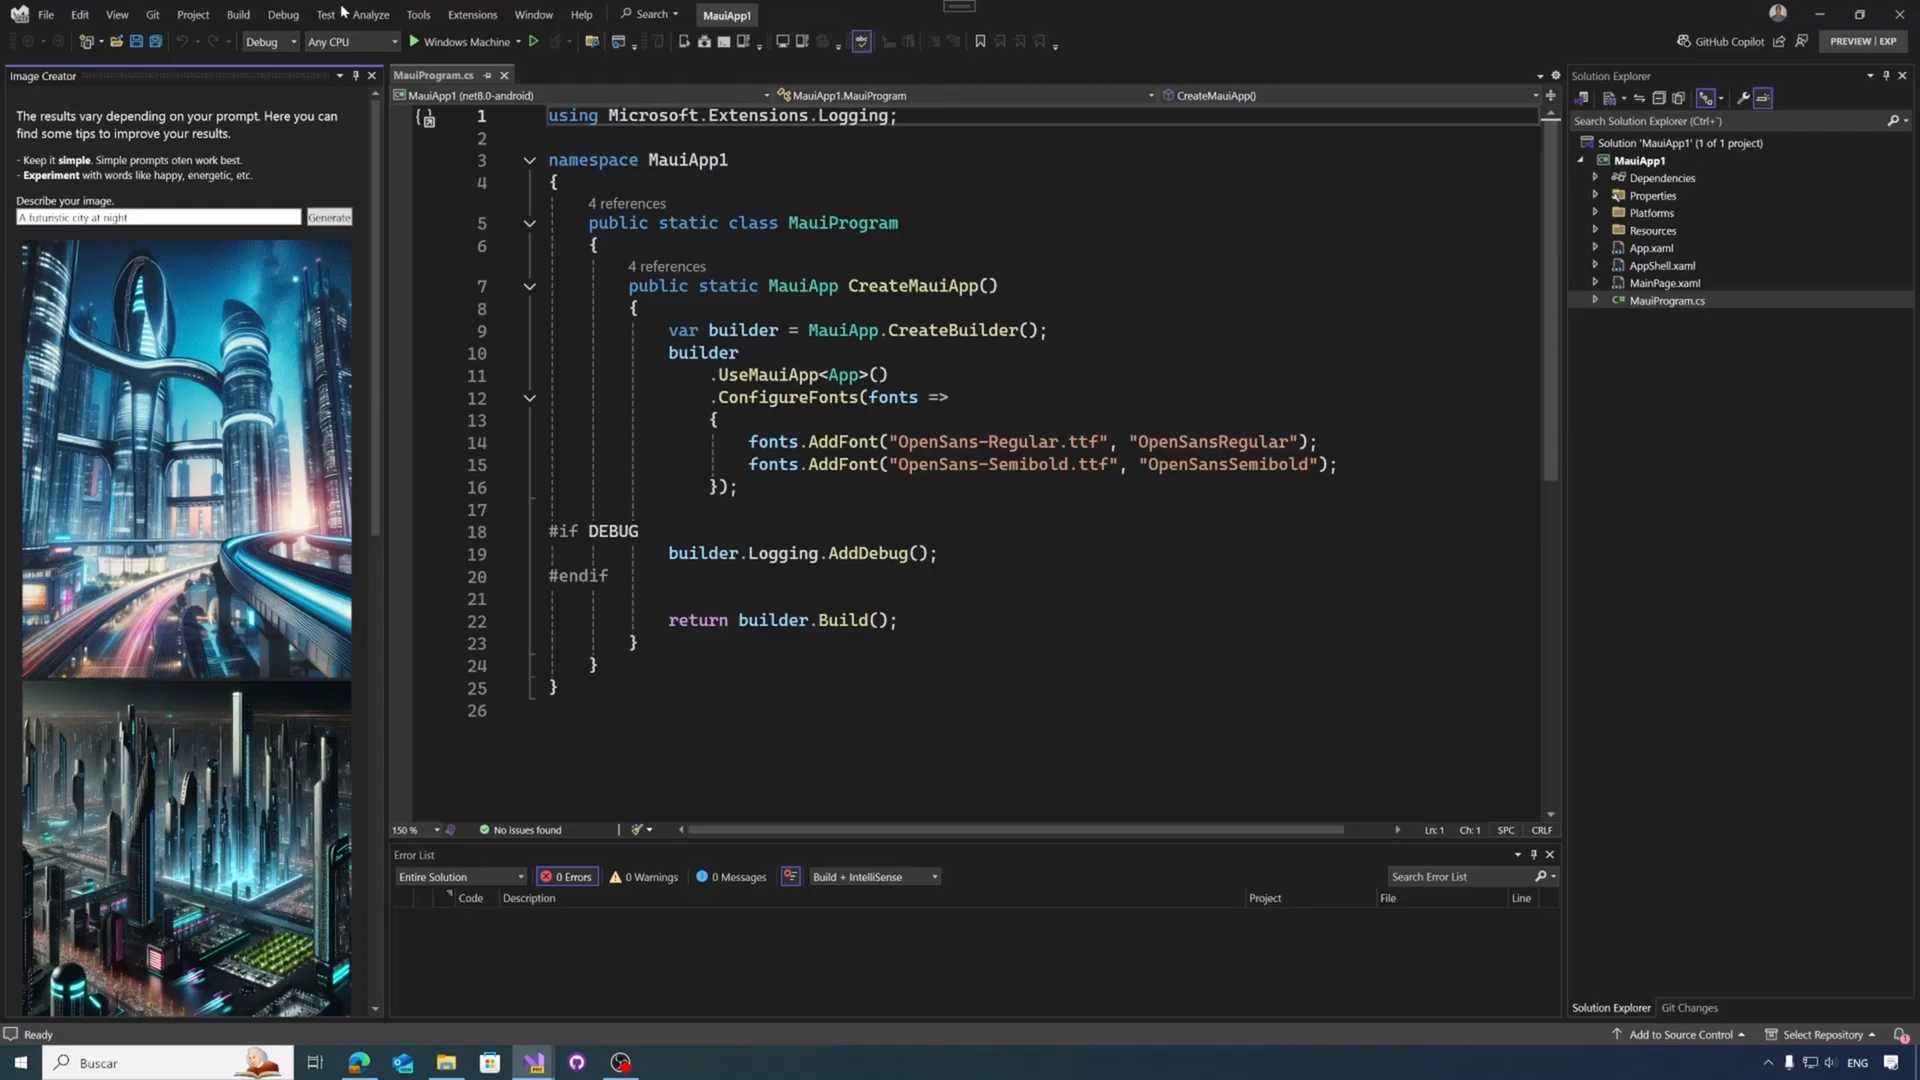 File Edit View Git Project Build Debug Test Analyze Tools Extensions Window Help Search MauiApp1
Debug Any CPU Windows Machine GitHub Copilot PREVIEW | EXP
Image Creator
The results vary depending on your prompt. Here you can
find some tips to improve your results.
- Keep it simple. Simple prompts oten work best.
- Experiment with words like happy, energetic, etc.
Describe your image.
A futuristic city at night Generate
MauiProgram.cs
MauiApp1 (net8.0-android) MauiApp1.MauiProgram CreateMauiApp()
1 using Microsoft.Extensions.Logging;
2
3 namespace MauiApp1
4 {
4 references
5 public static class MauiProgram
6 {
4 references
7 public static MauiApp CreateMauiApp()
8 {
9 var builder = MauiApp.CreateBuilder();
10 builder
11 .UseMauiApp<App>()
12 .ConfigureFonts(fonts =>
13 {
14 fonts.AddFont("OpenSans-Regular.ttf", "OpenSansRegular");
15 fonts.AddFont("OpenSans-Semibold.ttf", "OpenSansSemibold");
16 });
17
18 #if DEBUG
19 builder.Logging.AddDebug();
20 #endif
21
22 return builder.Build();
23 }
24 }
25 }
26
150 % No issues found Ln: 1 Ch: 1 SPC CRLF
Error List
Entire Solution 0 Errors 0 Warnings 0 Messages Build + IntelliSense Search Error List
Code Description Project File Line
Solution Explorer
Search Solution Explorer (Ctrl+`)
Solution 'MauiApp1' (1 of 1 project)
MauiApp1
Dependencies
Properties
Platforms
Resources
App.xaml
AppShell.xaml
MainPage.xaml
C# MauiProgram.cs
Solution Explorer Git Changes
Ready Add to Source Control Select Repository 1
Buscar ENG